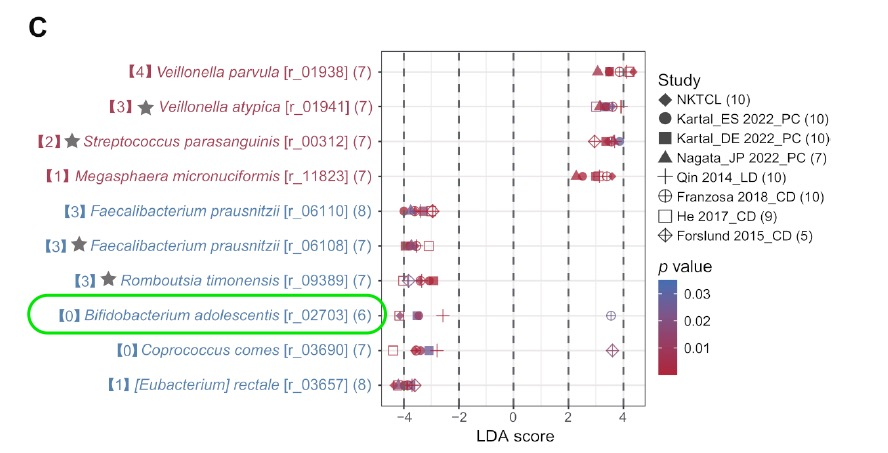 C
【4】Veillonella parvula [r_01938] (7)
【3】★ Veillonella atypica [r_01941] (7)
【2】★ Streptococcus parasanguinis [r_00312] (7)
【1】Megasphaera micronuciformis [r_11823] (7)
【3】Faecalibacterium prausnitzii [r_06110] (8)
【3】★ Faecalibacterium prausnitzii [r_06108] (7)
【3】★ Romboutsia timonensis [r_09389] (7)
【0】Bifidobacterium adolescentis [r_02703] (6)
【0】Coprococcus comes [r_03690] (7)
【1】[Eubacterium] rectale [r_03657] (8)
−4 −2 0 2 4
LDA score
Study
NKTCL (10)
Kartal_ES 2022_PC (10)
Kartal_DE 2022_PC (10)
Nagata_JP 2022_PC (7)
Qin 2014_LD (10)
Franzosa 2018_CD (10)
He 2017_CD (9)
Forslund 2015_CD (5)
p value
0.03
0.02
0.01